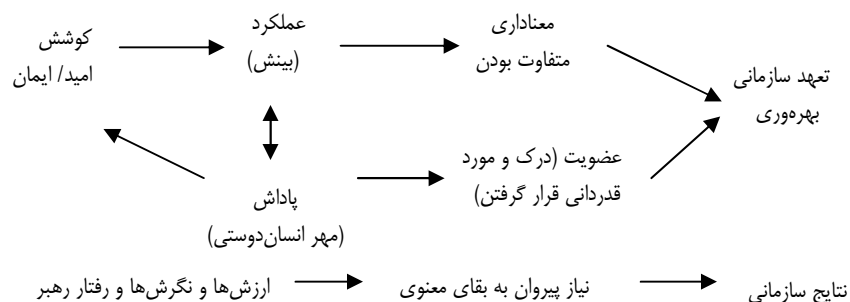 کوشش
امید/ ایمان
عملکرد
(بینش)
معناداری
متفاوت بودن
تعهد سازمانی
بهره‌وری
پاداش
(مهر انسان‌دوستی)
عضویت (درک و مورد
قدردانی قرار گرفتن)
ارزش‌ها و نگرش‌ها و رفتار رهبر
نیاز پیروان به بقای معنوی
نتایج سازمانی